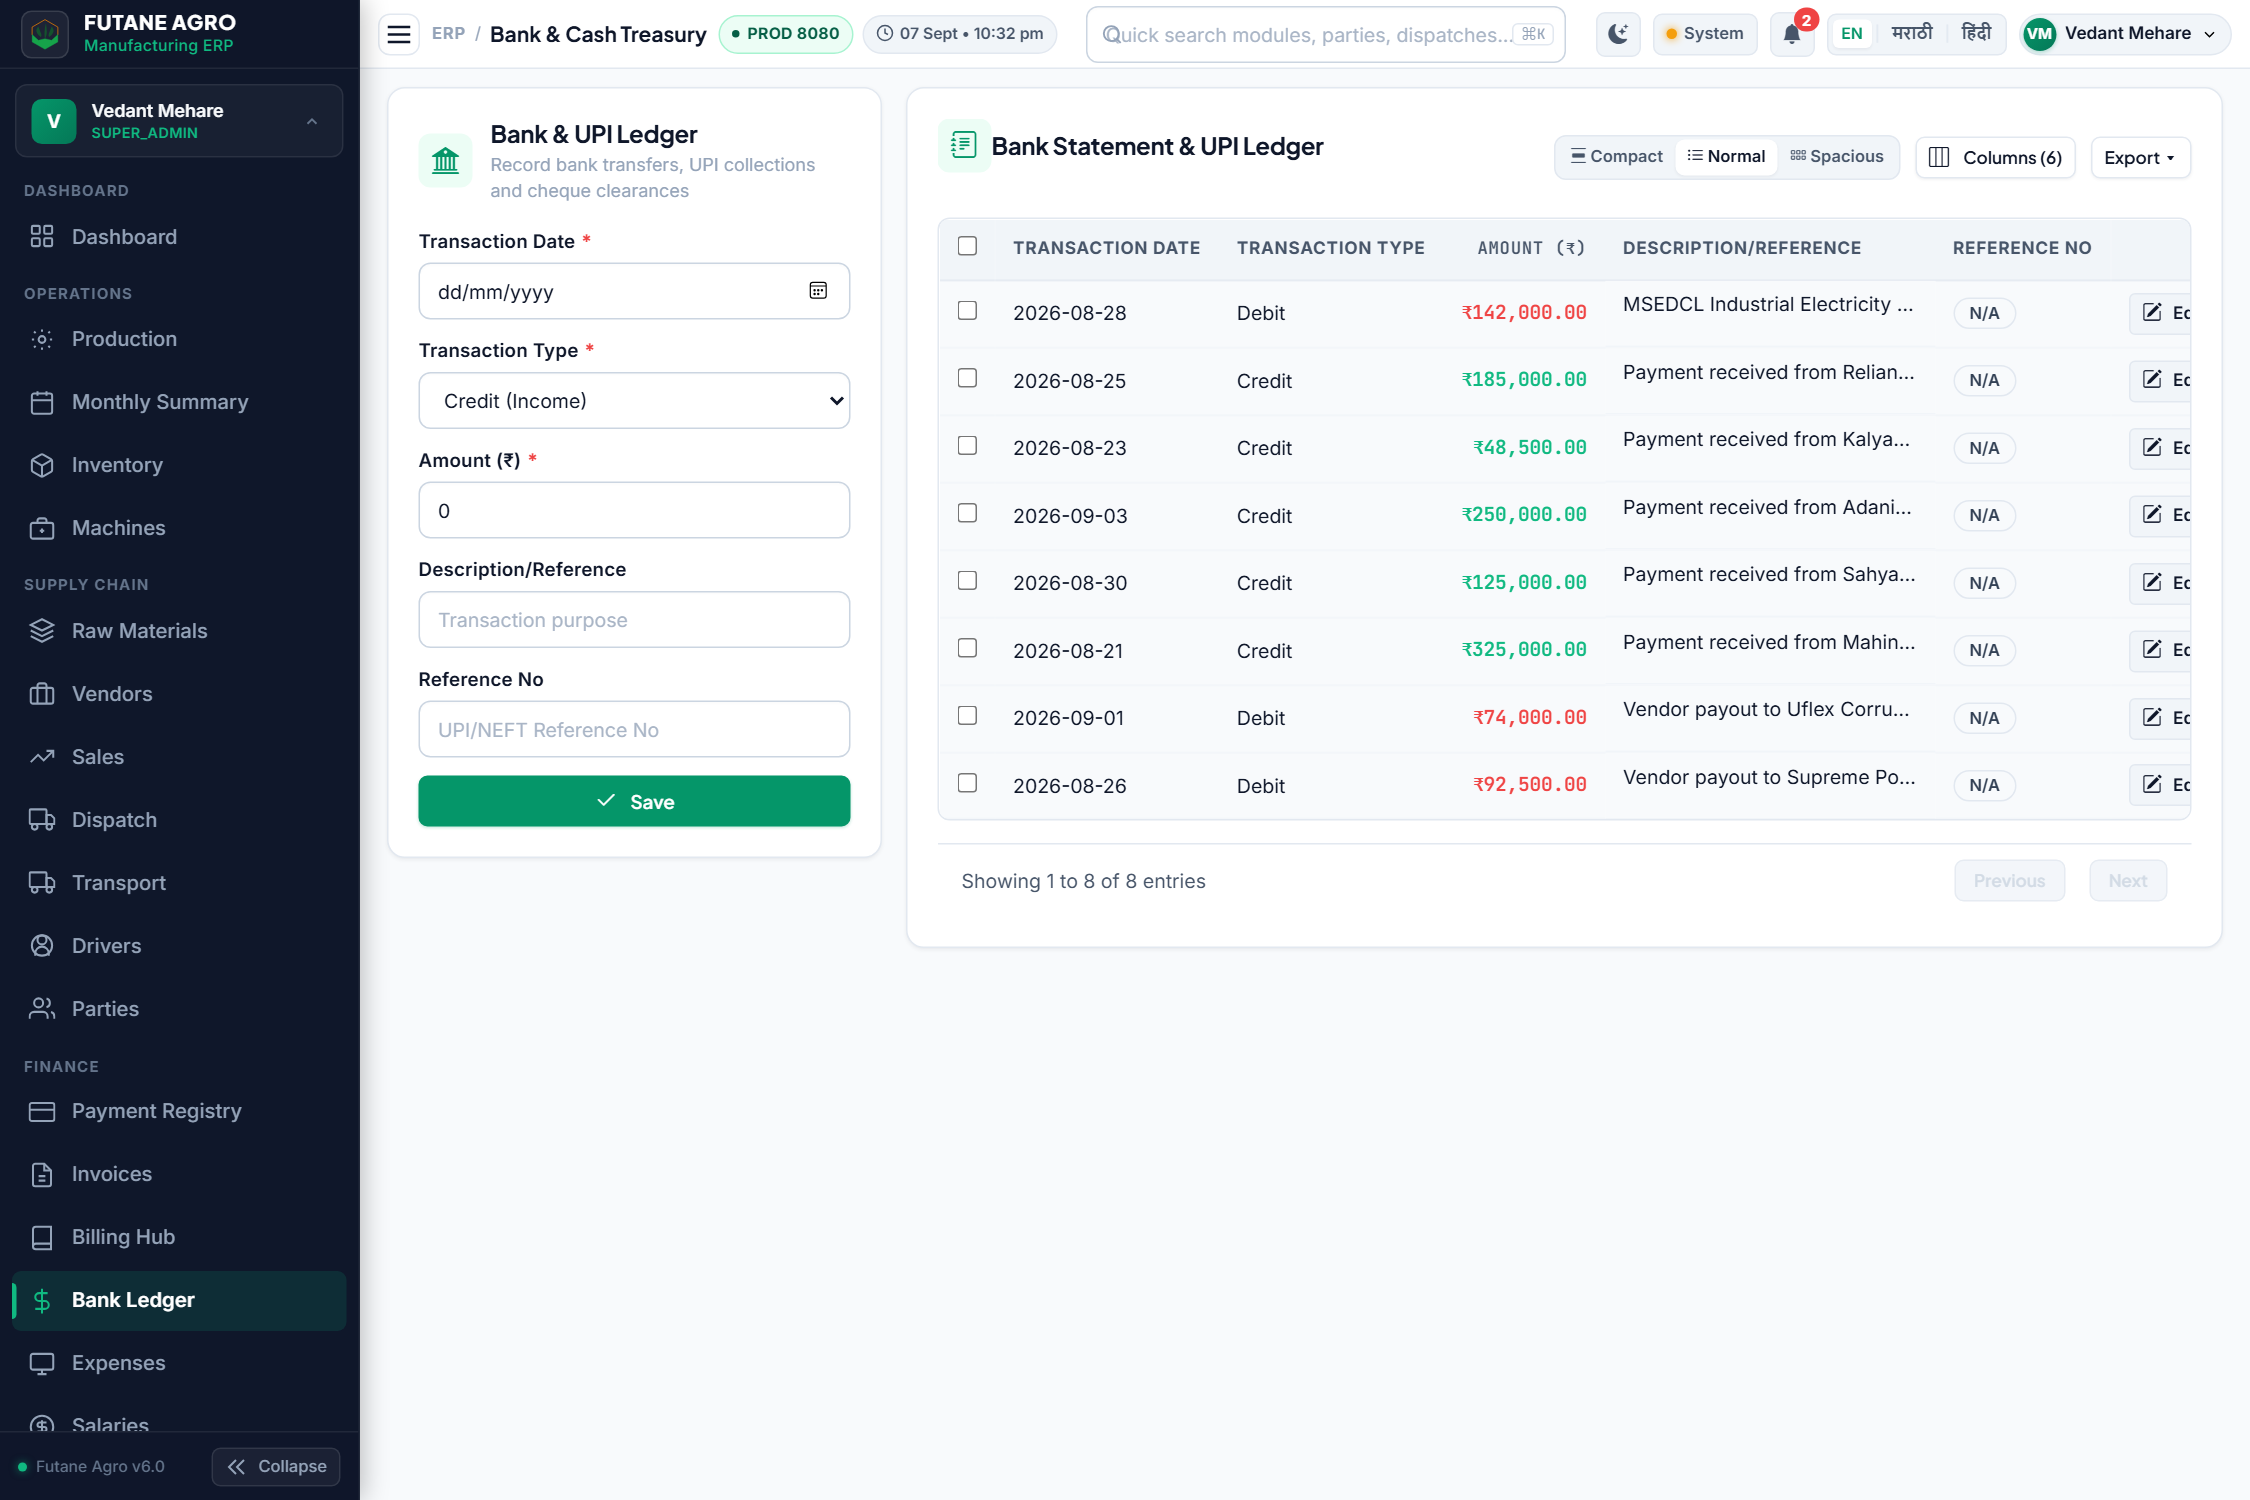 FUTANE AGRO
Manufacturing ERP
V
Vedant Mehare
SUPER_ADMIN
DASHBOARD
Dashboard
OPERATIONS
Production
Monthly Summary
Inventory
Machines
SUPPLY CHAIN
Raw Materials
Vendors
Sales
Dispatch
Transport
Drivers
Parties
FINANCE
Payment Registry
Invoices
Billing Hub
Bank Ledger
Expenses
Salaries
Futane Agro v6.0
Collapse
ERP / Bank & Cash Treasury
PROD 8080
07 Sept • 10:32 pm
Quick search modules, parties, dispatches...
⌘K
System
2
EN
मराठी
हिंदी
VM
Vedant Mehare
Bank & UPI Ledger
Record bank transfers, UPI collections
and cheque clearances
Transaction Date *
dd/mm/yyyy
Transaction Type *
Credit (Income)
Amount (₹) *
0
Description/Reference
Transaction purpose
Reference No
UPI/NEFT Reference No
Save
Bank Statement & UPI Ledger
Compact
Normal
Spacious
Columns (6)
Export
TRANSACTION DATE TRANSACTION TYPE AMOUNT (₹) DESCRIPTION/REFERENCE REFERENCE NO
2026-08-28 Debit ₹142,000.00 MSEDCL Industrial Electricity ... N/A Ed
2026-08-25 Credit ₹185,000.00 Payment received from Relian... N/A Ed
2026-08-23 Credit ₹48,500.00 Payment received from Kalya... N/A Ed
2026-09-03 Credit ₹250,000.00 Payment received from Adani... N/A Ed
2026-08-30 Credit ₹125,000.00 Payment received from Sahya... N/A Ed
2026-08-21 Credit ₹325,000.00 Payment received from Mahin... N/A Ed
2026-09-01 Debit ₹74,000.00 Vendor payout to Uflex Corru... N/A Ed
2026-08-26 Debit ₹92,500.00 Vendor payout to Supreme Po... N/A Ed
Showing 1 to 8 of 8 entries
Previous
Next